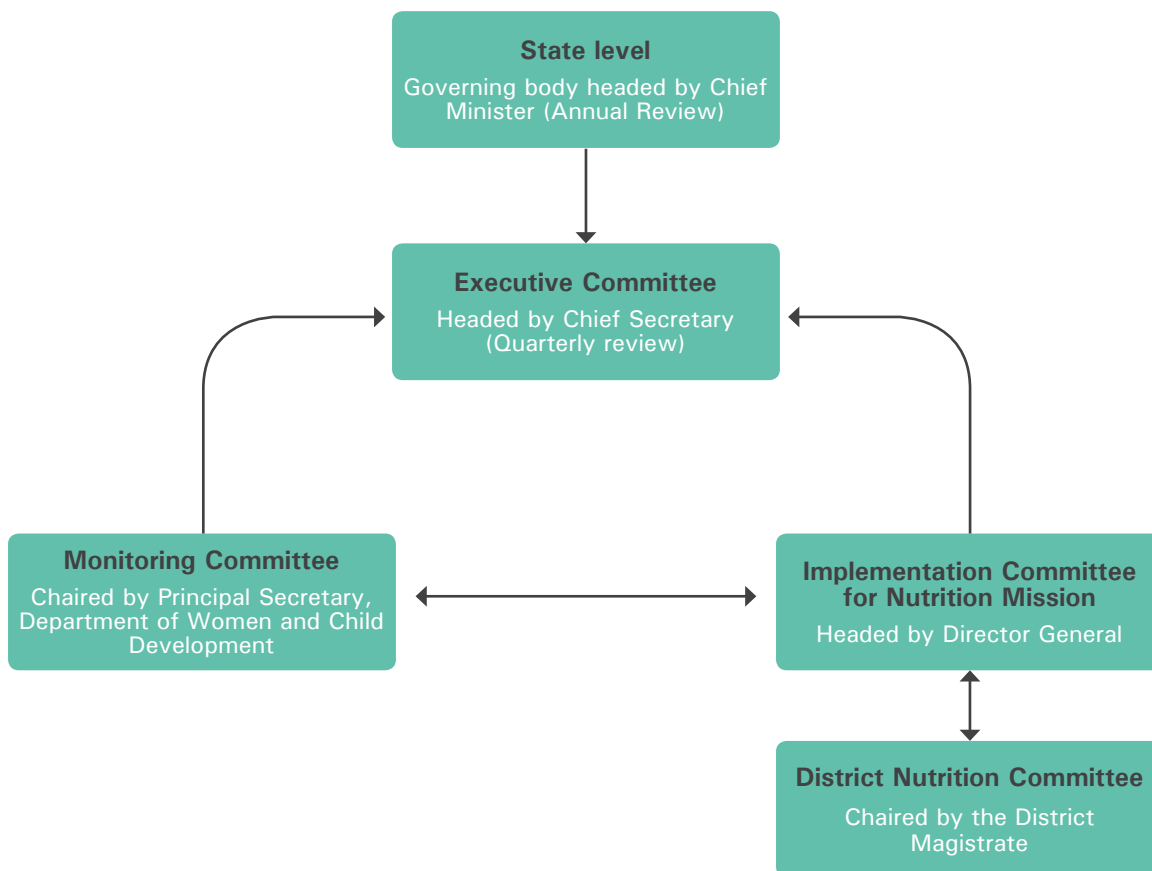 State level
Governing body headed by Chief
Minister (Annual Review)
Executive Committee
Headed by Chief Secretary
(Quarterly review)
Monitoring Committee
Chaired by Principal Secretary,
Department of Women and Child
Development
Implementation Committee
for Nutrition Mission
Headed by Director General
District Nutrition Committee
Chaired by the District
Magistrate